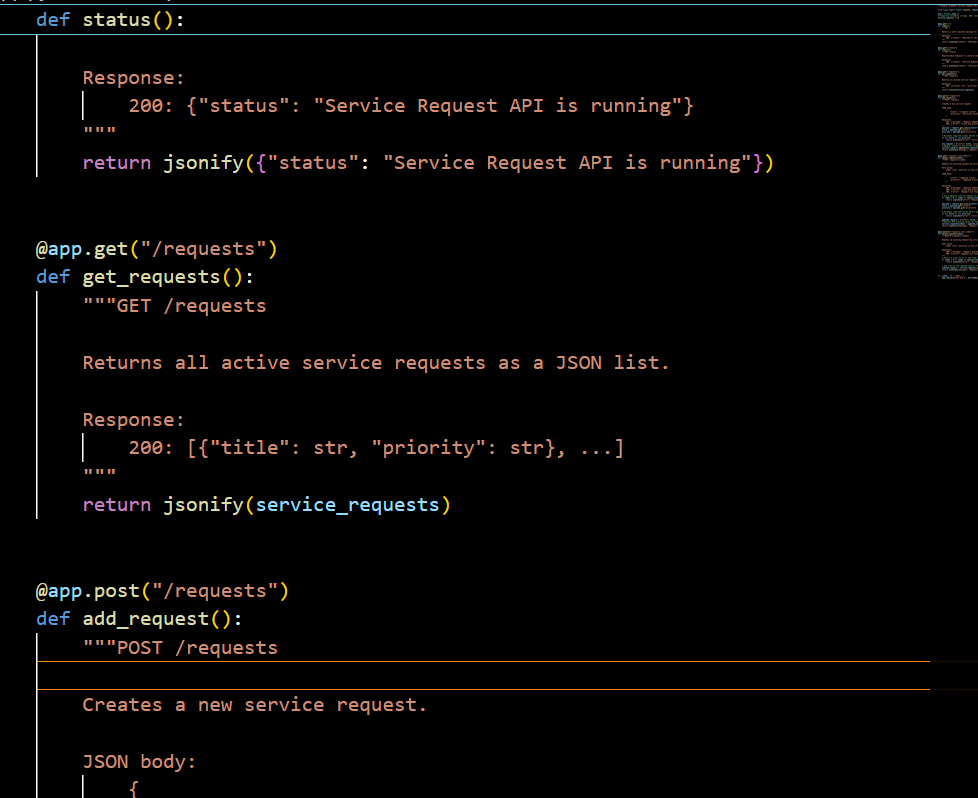 def status():
Response:
200: {"status": "Service Request API is running"}
"""
return jsonify({"status": "Service Request API is running"})
@app.get("/requests")
def get_requests():
"""GET /requests
Returns all active service requests as a JSON list.
Response:
200: [{"title": str, "priority": str}, ...]
"""
return jsonify(service_requests)
@app.post("/requests")
def add_request():
"""POST /requests
Creates a new service request.
JSON body:
{